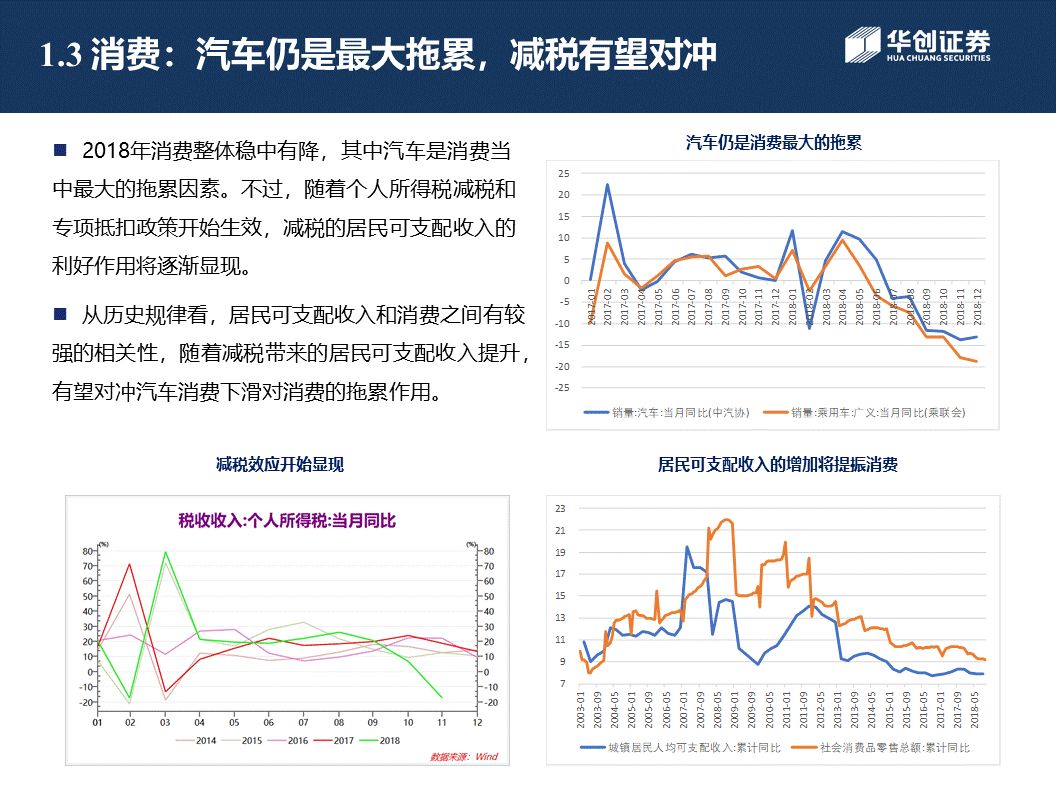 1.3 消费：汽车仍是最大拖累，减税有望对冲
华创证券
HUA CHUANG SECURITIES
■ 2018年消费整体稳中有降，其中汽车是消费当
中最大的拖累因素。不过，随着个人所得税减税和
专项抵扣政策开始生效，减税的居民可支配收入的
利好作用将逐渐显现。
■ 从历史规律看，居民可支配收入和消费之间有较
强的相关性，随着减税带来的居民可支配收入提升，
有望对冲汽车消费下滑对消费的拖累作用。
汽车仍是消费最大的拖累
25
20
15
10
5
0
-5
-10
-15
-20
-25
2017-01 2017-02 2017-03 2017-04 2017-05 2017-06 2017-07 2017-08 2017-09 2017-10 2017-11 2017-12 2018-01 2018-02 2018-03 2018-04 2018-05 2018-06 2018-07 2018-08 2018-09 2018-10 2018-11 2018-12
销量:汽车:当月同比(中汽协) 销量:乘用车:广义:当月同比(乘联会)
减税效应开始显现
税收收入:个人所得税:当月同比
(%) (%)
80 80
70 70
60 60
50 50
40 40
30 30
20 20
10 10
0 0
-10 -10
-20 -20
01 02 03 04 05 06 07 08 09 10 11 12
2014 2015 2016 2017 2018
数据来源：Wind
居民可支配收入的增加将提振消费
23
21
19
17
15
13
11
9
7
2003-01 2003-09 2004-05 2005-01 2005-09 2006-05 2007-01 2007-09 2008-05 2009-01 2009-09 2010-05 2011-01 2011-09 2012-05 2013-01 2013-09 2014-05 2015-01 2015-09 2016-05 2017-01 2017-09 2018-05
城镇居民人均可支配收入:累计同比 社会消费品零售总额:累计同比